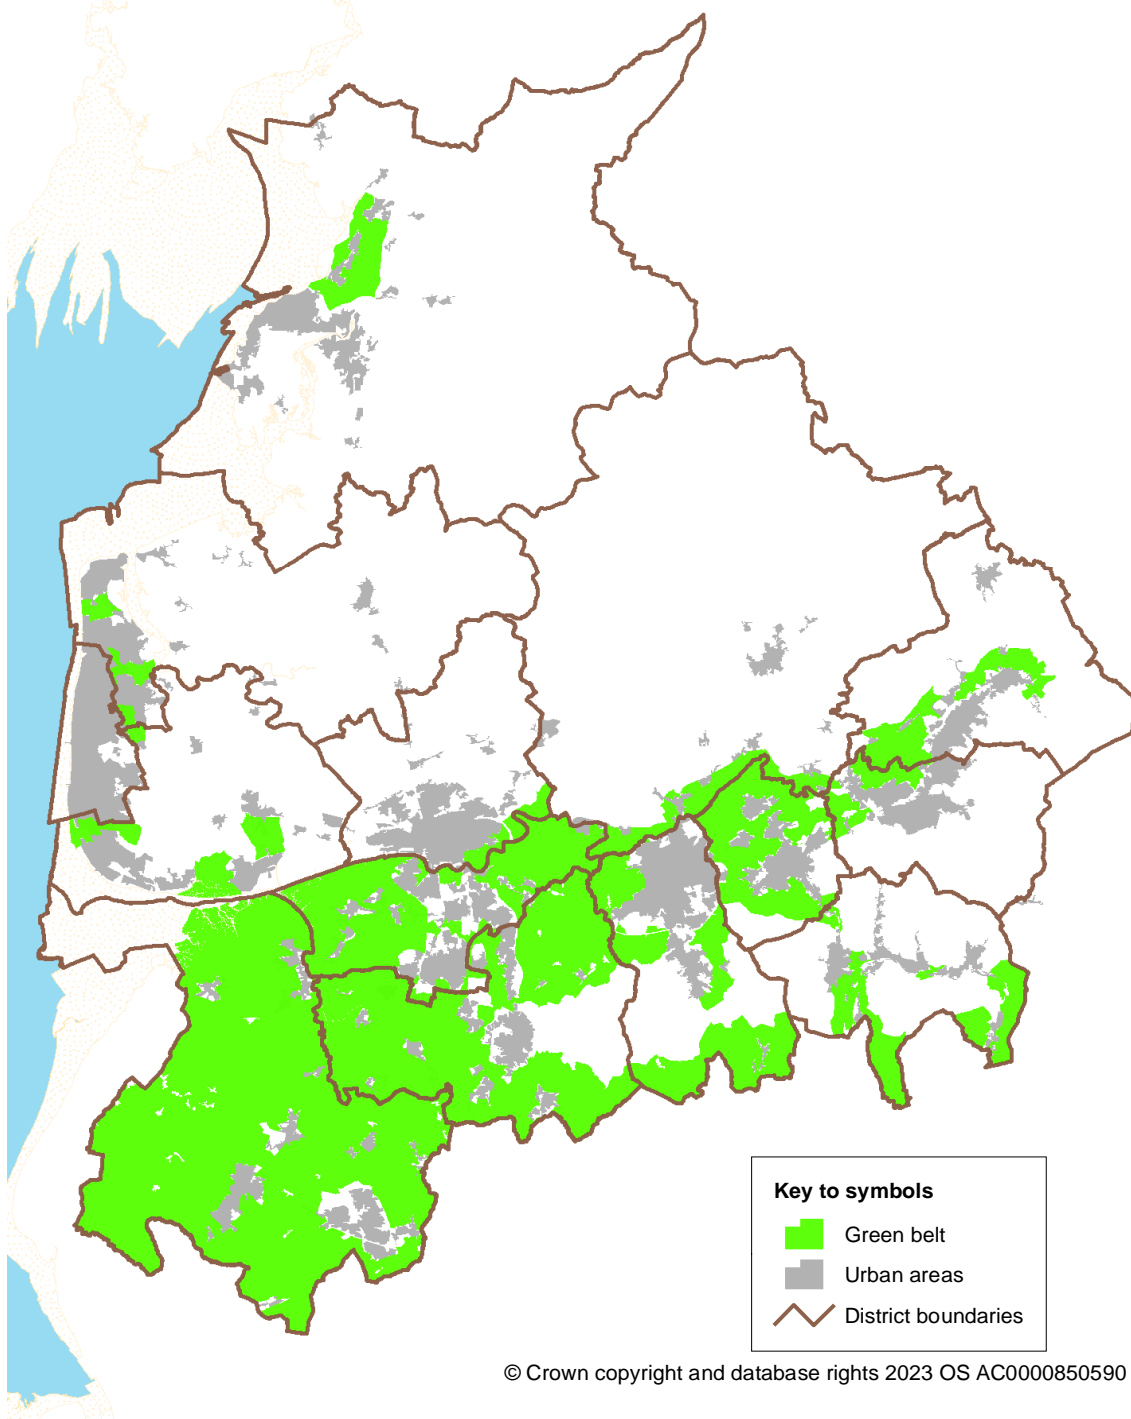 Key to symbols
Green belt
Urban areas
District boundaries
© Crown copyright and database rights 2023 OS AC0000850590